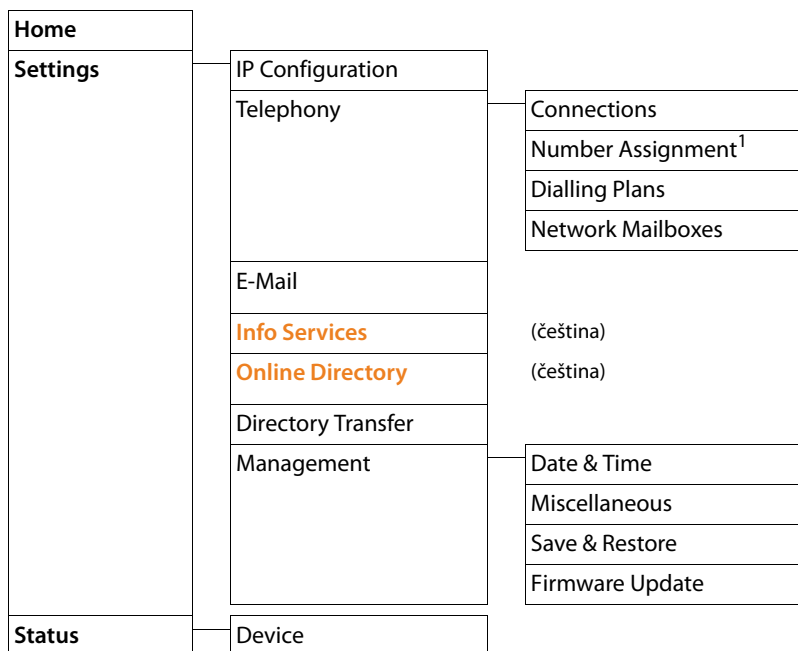 Home
Settings
IP Configuration
Telephony
Connections
Number Assignment1
Dialling Plans
Network Mailboxes
E-Mail
Info Services (čeština)
Online Directory (čeština)
Directory Transfer
Management
Date & Time
Miscellaneous
Save & Restore
Firmware Update
Status
Device